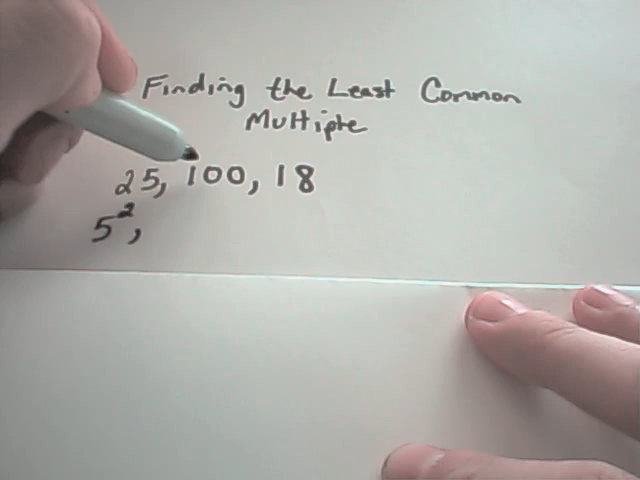 Finding the Least Common
Multiple
25, 100, 18
5²,